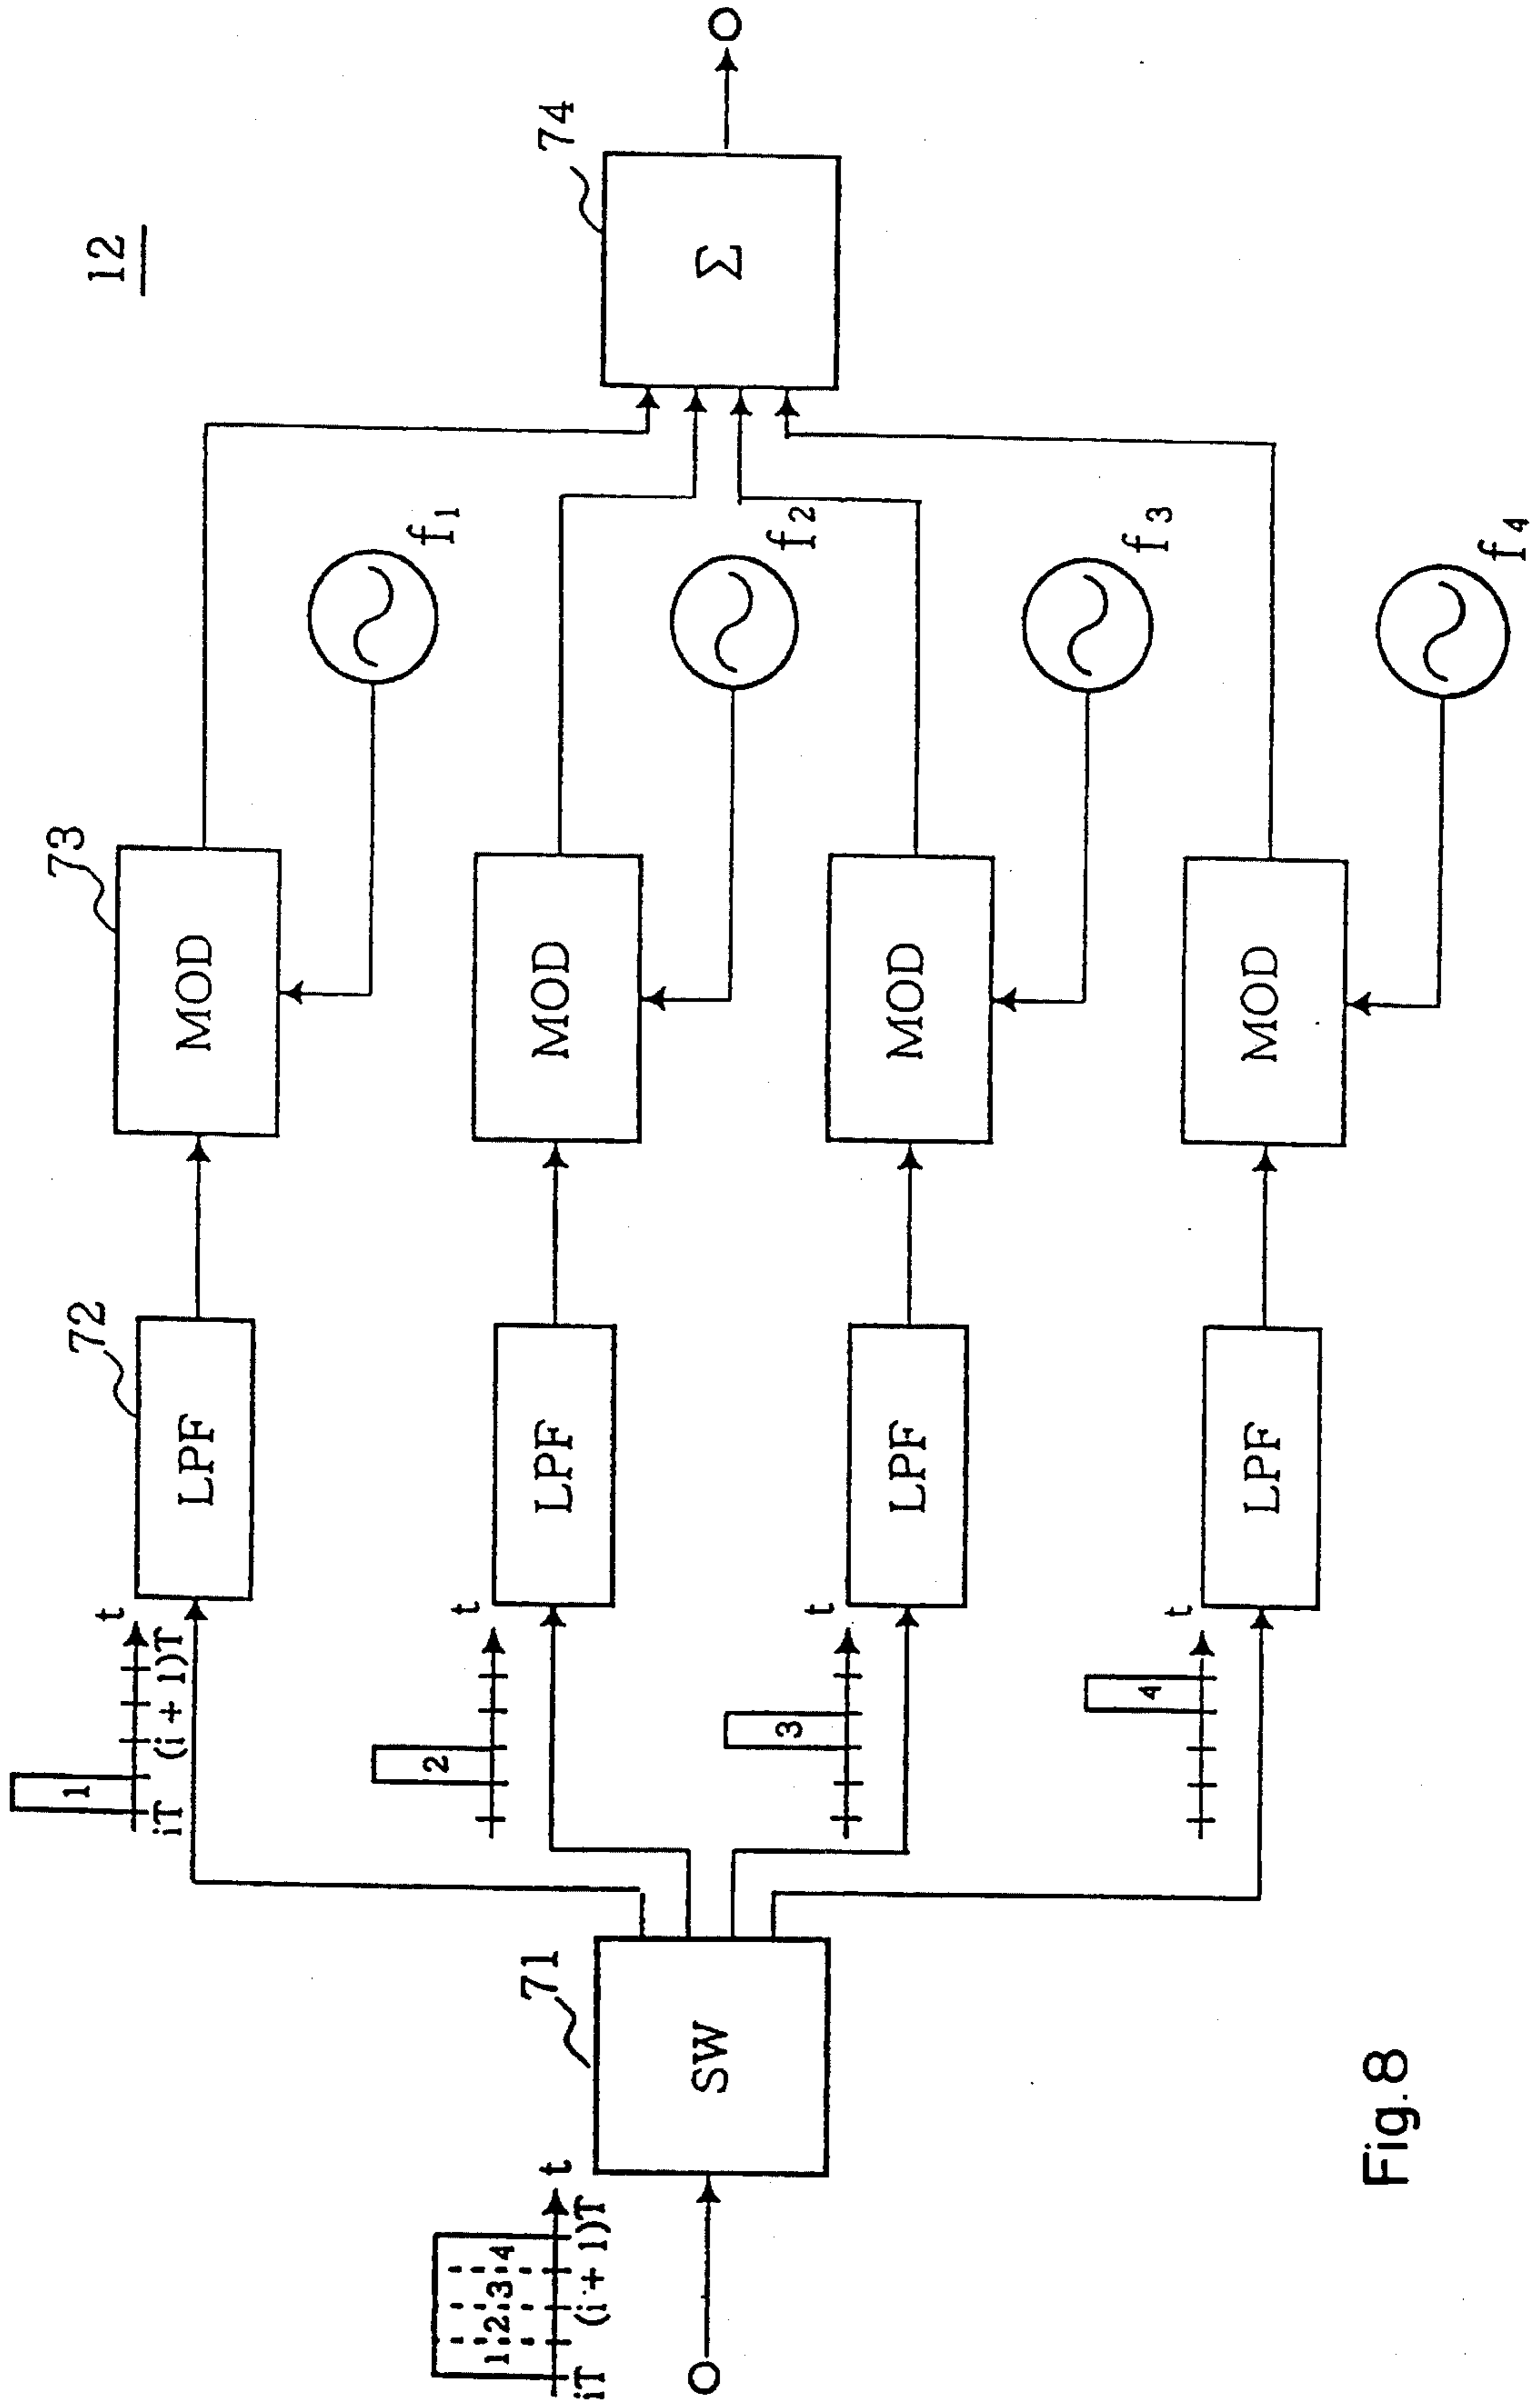 12
1 2 3 4
t
iT (i+1)T
SW
71
1
t
iT (i+1)T
2
t
3
t
4
t
LPF
72
LPF
LPF
LPF
MOD
73
MOD
MOD
MOD
f1
f2
f3
f4
Σ
74
Fig.8